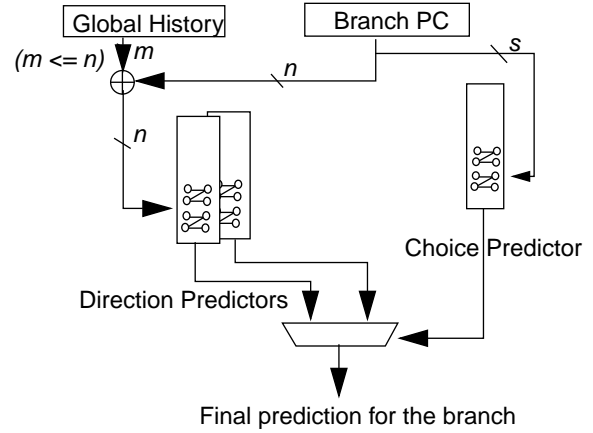 Global History
Branch PC
(m <= n)
m
n
s
n
Choice Predictor
Direction Predictors
Final prediction for the branch